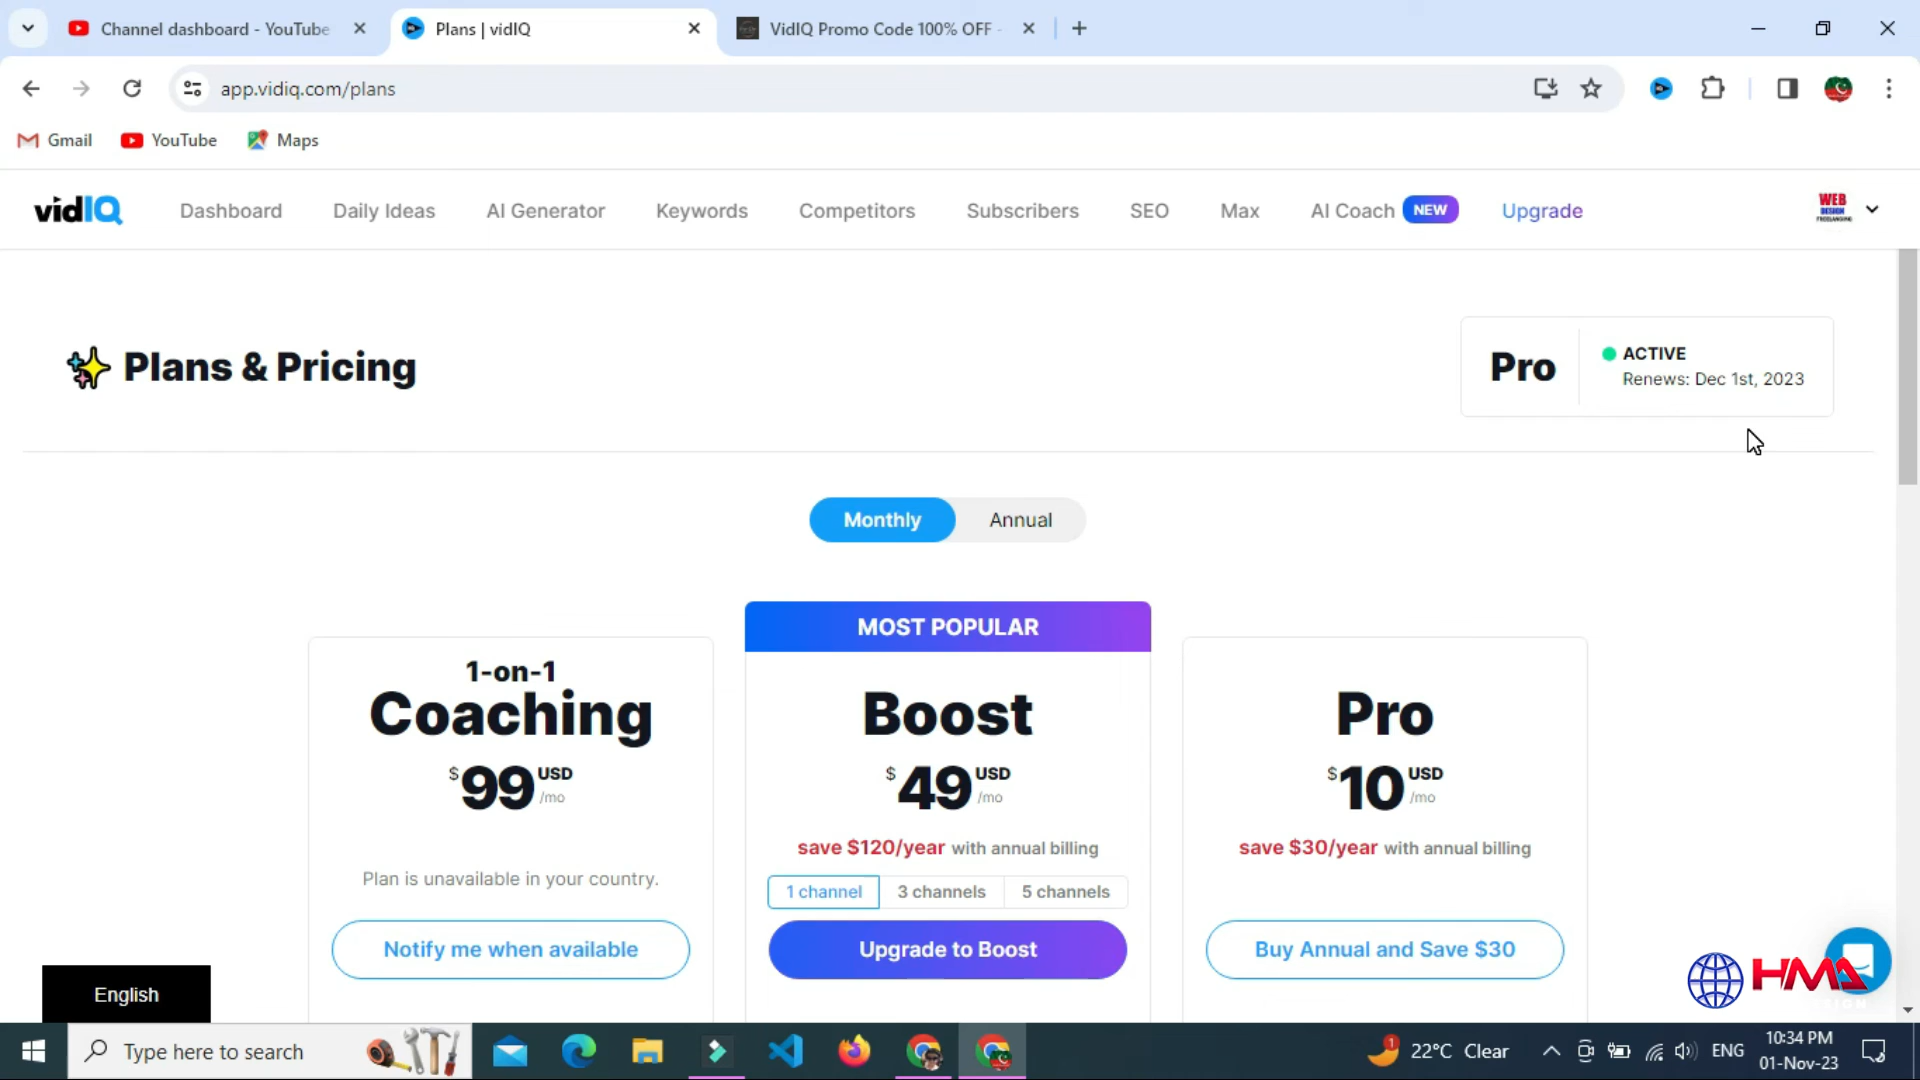 Channel dashboard - YouTube
Plans | vidIQ
VidIQ Promo Code 100% OFF -
app.vidiq.com/plans
Gmail
YouTube
Maps
vidIQ
Dashboard
Daily Ideas
AI Generator
Keywords
Competitors
Subscribers
SEO
Max
AI Coach NEW
Upgrade
WEB
DESIGN
FREELANCING
Plans & Pricing
Pro
ACTIVE
Renews: Dec 1st, 2023
Monthly
Annual
1-on-1
Coaching
$99 USD /mo
Plan is unavailable in your country.
Notify me when available
MOST POPULAR
Boost
$49 USD /mo
save $120/year with annual billing
1 channel
3 channels
5 channels
Upgrade to Boost
Pro
$10 USD /mo
save $30/year with annual billing
Buy Annual and Save $30
English
HMA
Type here to search
1
22°C Clear
ENG
10:34 PM
01-Nov-23